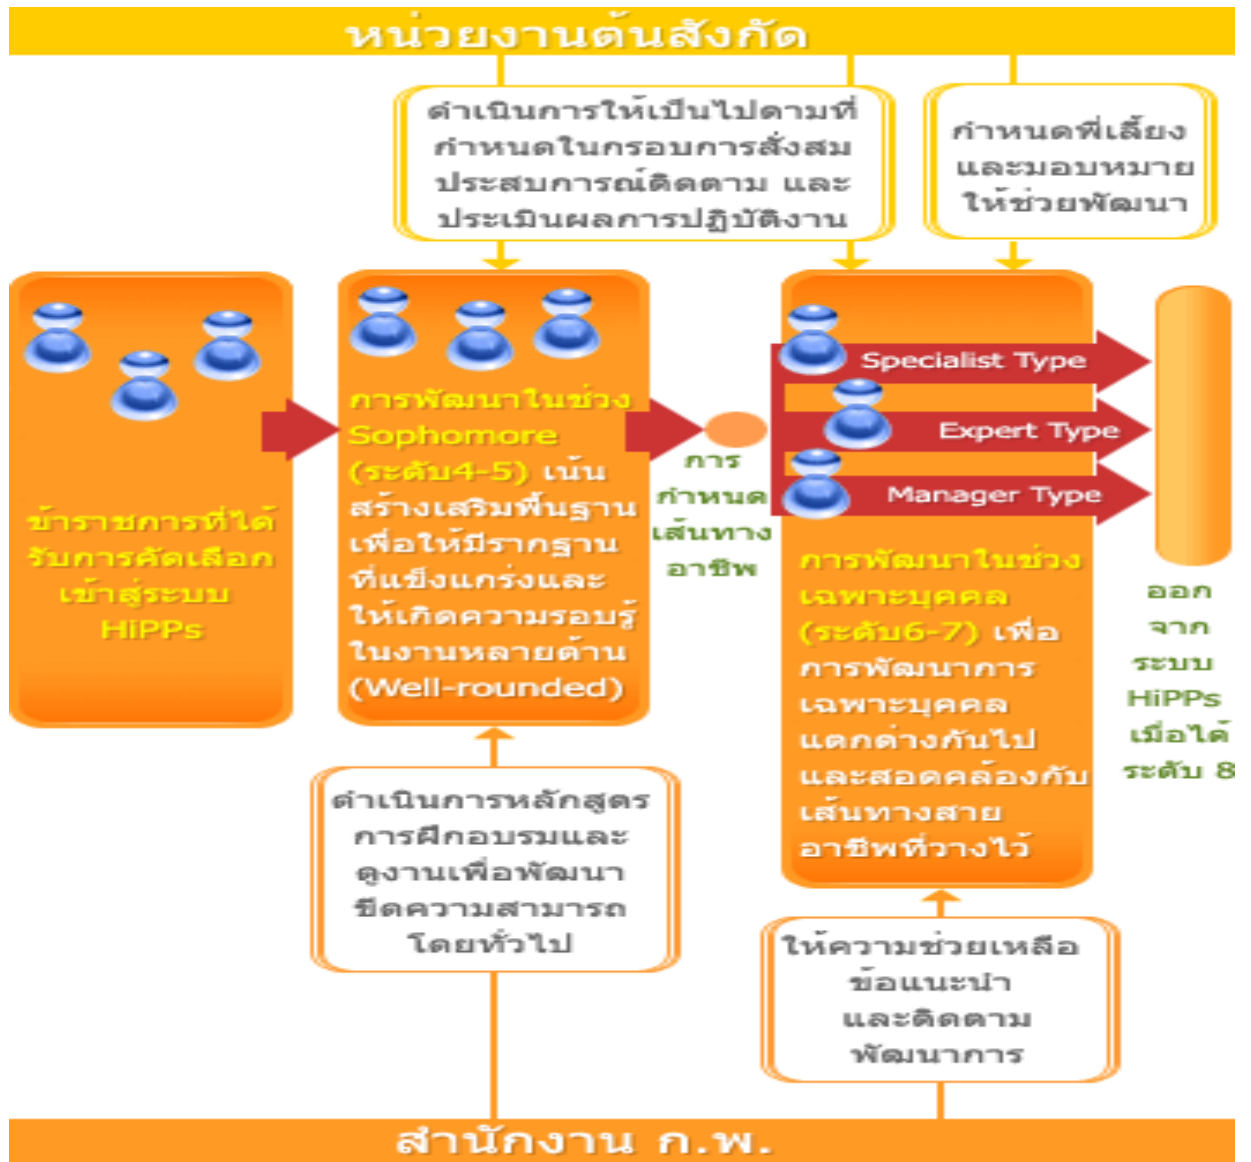 หน่วยงานต้นสังกัด
ดำเนินการให้เป็นไปตามที่
กำหนดในกรอบการสั่งสม
ประสบการณ์ติดตาม และ
ประเมินผลการปฏิบัติงาน
กำหนดพี่เลี้ยง
และมอบหมาย
ให้ช่วยพัฒนา
ข้าราชการที่ได้
รับการคัดเลือก
เข้าสู่ระบบ
HiPPs
การพัฒนาในช่วง
Sophomore
(ระดับ4-5) เน้น
สร้างเสริมพื้นฐาน
เพื่อให้มีรากฐาน
ที่แข็งแกร่งและ
ให้เกิดความรอบรู้
ในงานหลายด้าน
(Well-rounded)
การ
กำหนด
เส้นทาง
อาชีพ
Specialist Type
Expert Type
Manager Type
การพัฒนาในช่วง
เฉพาะบุคคล
(ระดับ6-7) เพื่อ
การพัฒนาการ
เฉพาะบุคคล
แตกต่างกันไป
และสอดคล้องกับ
เส้นทางสาย
อาชีพที่วางไว้
ออก
จาก
ระบบ
HiPPs
เมื่อได้
ระดับ 8
ดำเนินการหลักสูตร
การฝึกอบรมและ
ดูงานเพื่อพัฒนา
ขีดความสามารถ
โดยทั่วไป
ให้ความช่วยเหลือ
ข้อแนะนำ
และติดตาม
พัฒนาการ
สำนักงาน ก.พ.